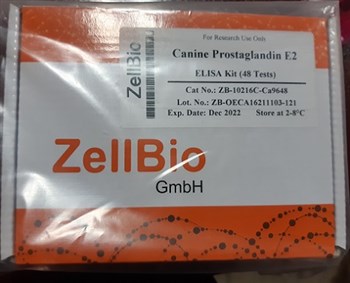 For Research Use Only
Canine Prostaglandin E2
ELISA Kit (48 Tests)
Cat No.: ZB-10216C-Ca9648
Lot. No.: ZB-OECA16211103-121
Exp. Date: Dec 2022 Store at 2-8°C
ZellBio
ZellBio
GmbH